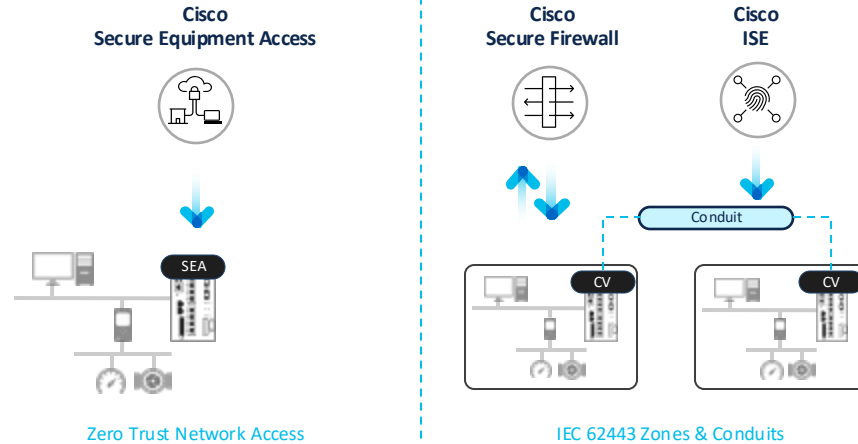 Cisco
Secure Equipment Access
SEA
Zero Trust Network Access
Cisco
Secure Firewall
Cisco
ISE
Conduit
CV
CV
IEC 62443 Zones & Conduits